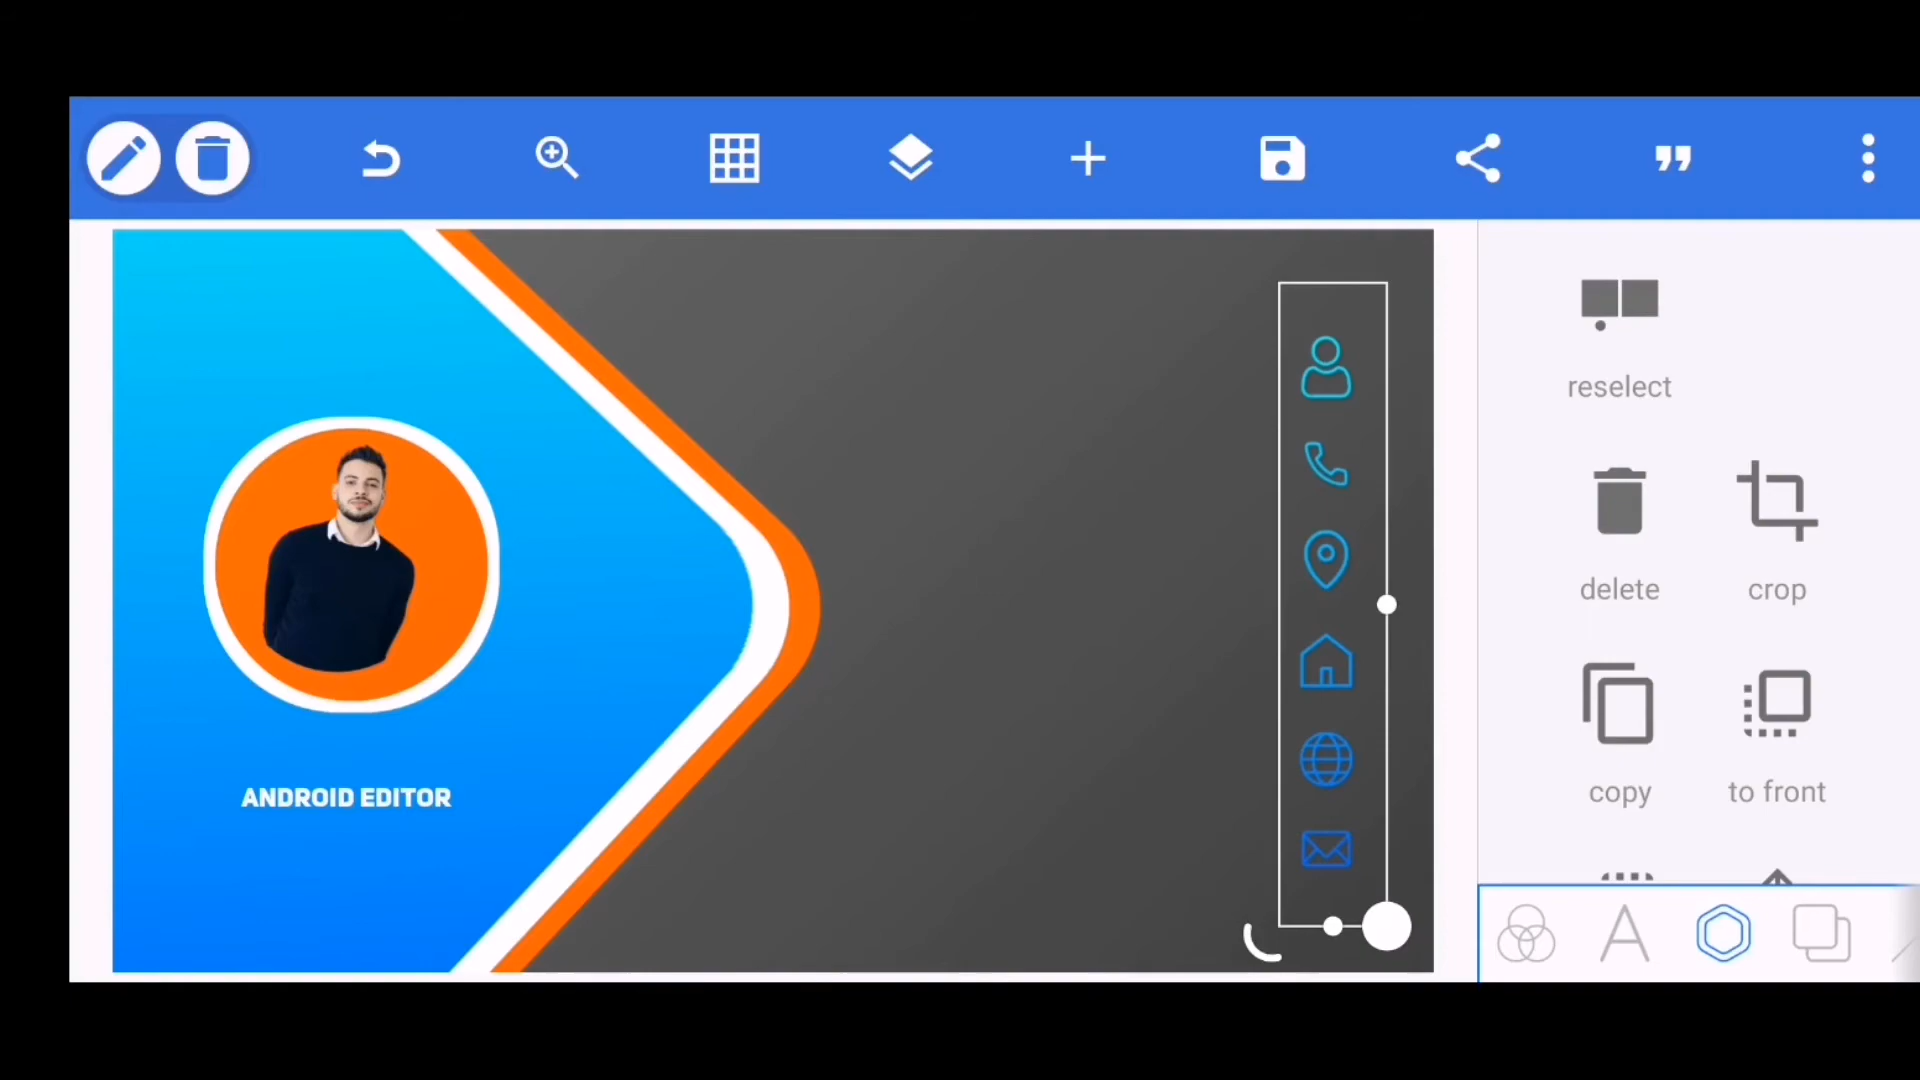 reselect
delete
crop
copy
to front
ANDROID EDITOR